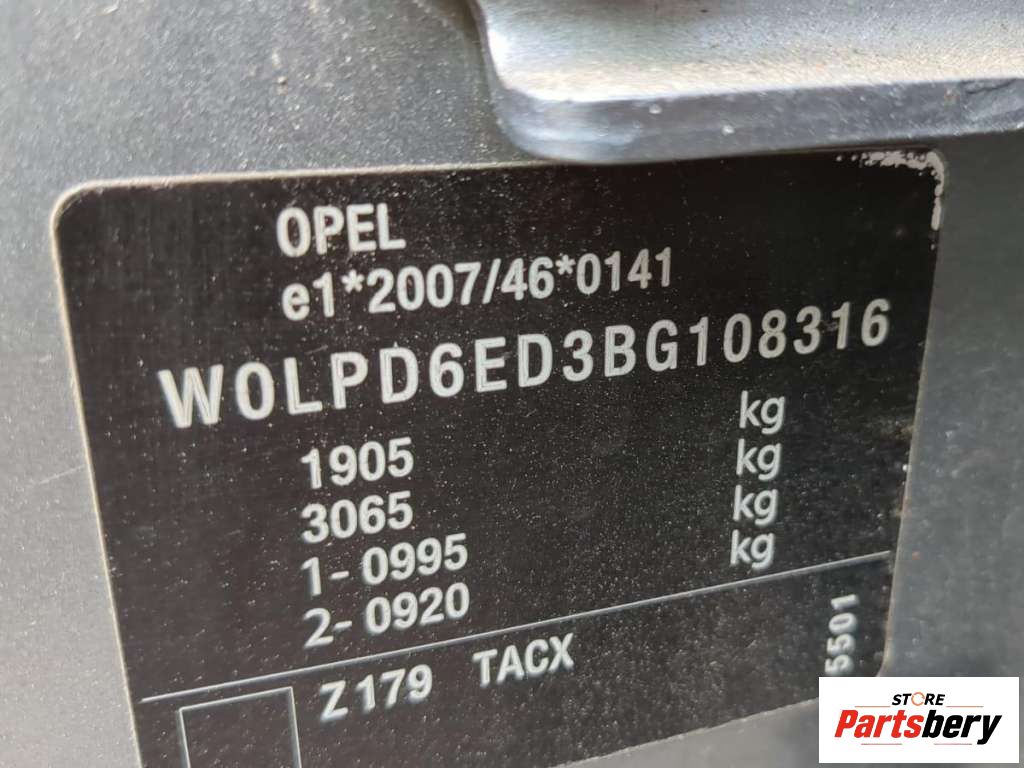 OPEL
e1*2007/46*0141
W0LPD6ED3BG108316
1905 kg
3065 kg
1- 0995 kg
2- 0920 kg
Z179 TACX
5501
STORE
Partsbery